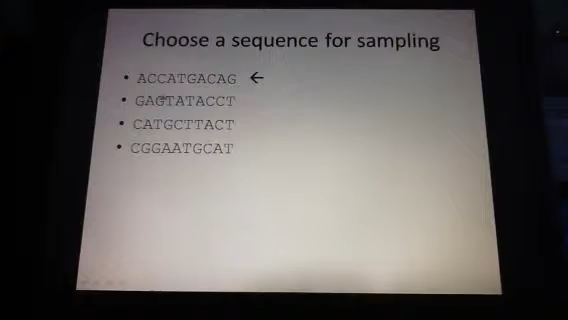 Choose a sequence for sampling
• ACCATGACAG ←
• GAGTATACCT
• CATGCTTACT
• CGGAATGCAT